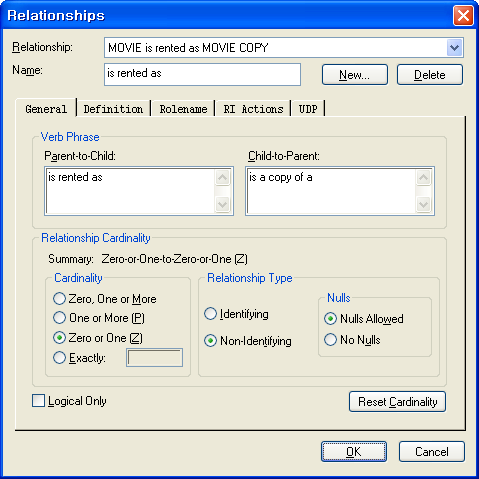 Relationships
Relationship: MOVIE is rented as MOVIE COPY
Name: is rented as New... Delete
General Definition Rolename RI Actions UDP
Verb Phrase
Parent-to-Child: Child-to-Parent:
is rented as is a copy of a
Relationship Cardinality
Summary: Zero-or-One-to-Zero-or-One (Z)
Cardinality Relationship Type
Zero, One or More Nulls
One or More (P) Identifying Nulls Allowed
Zero or One (Z) Non-Identifying No Nulls
Exactly:
Logical Only Reset Cardinality
OK Cancel